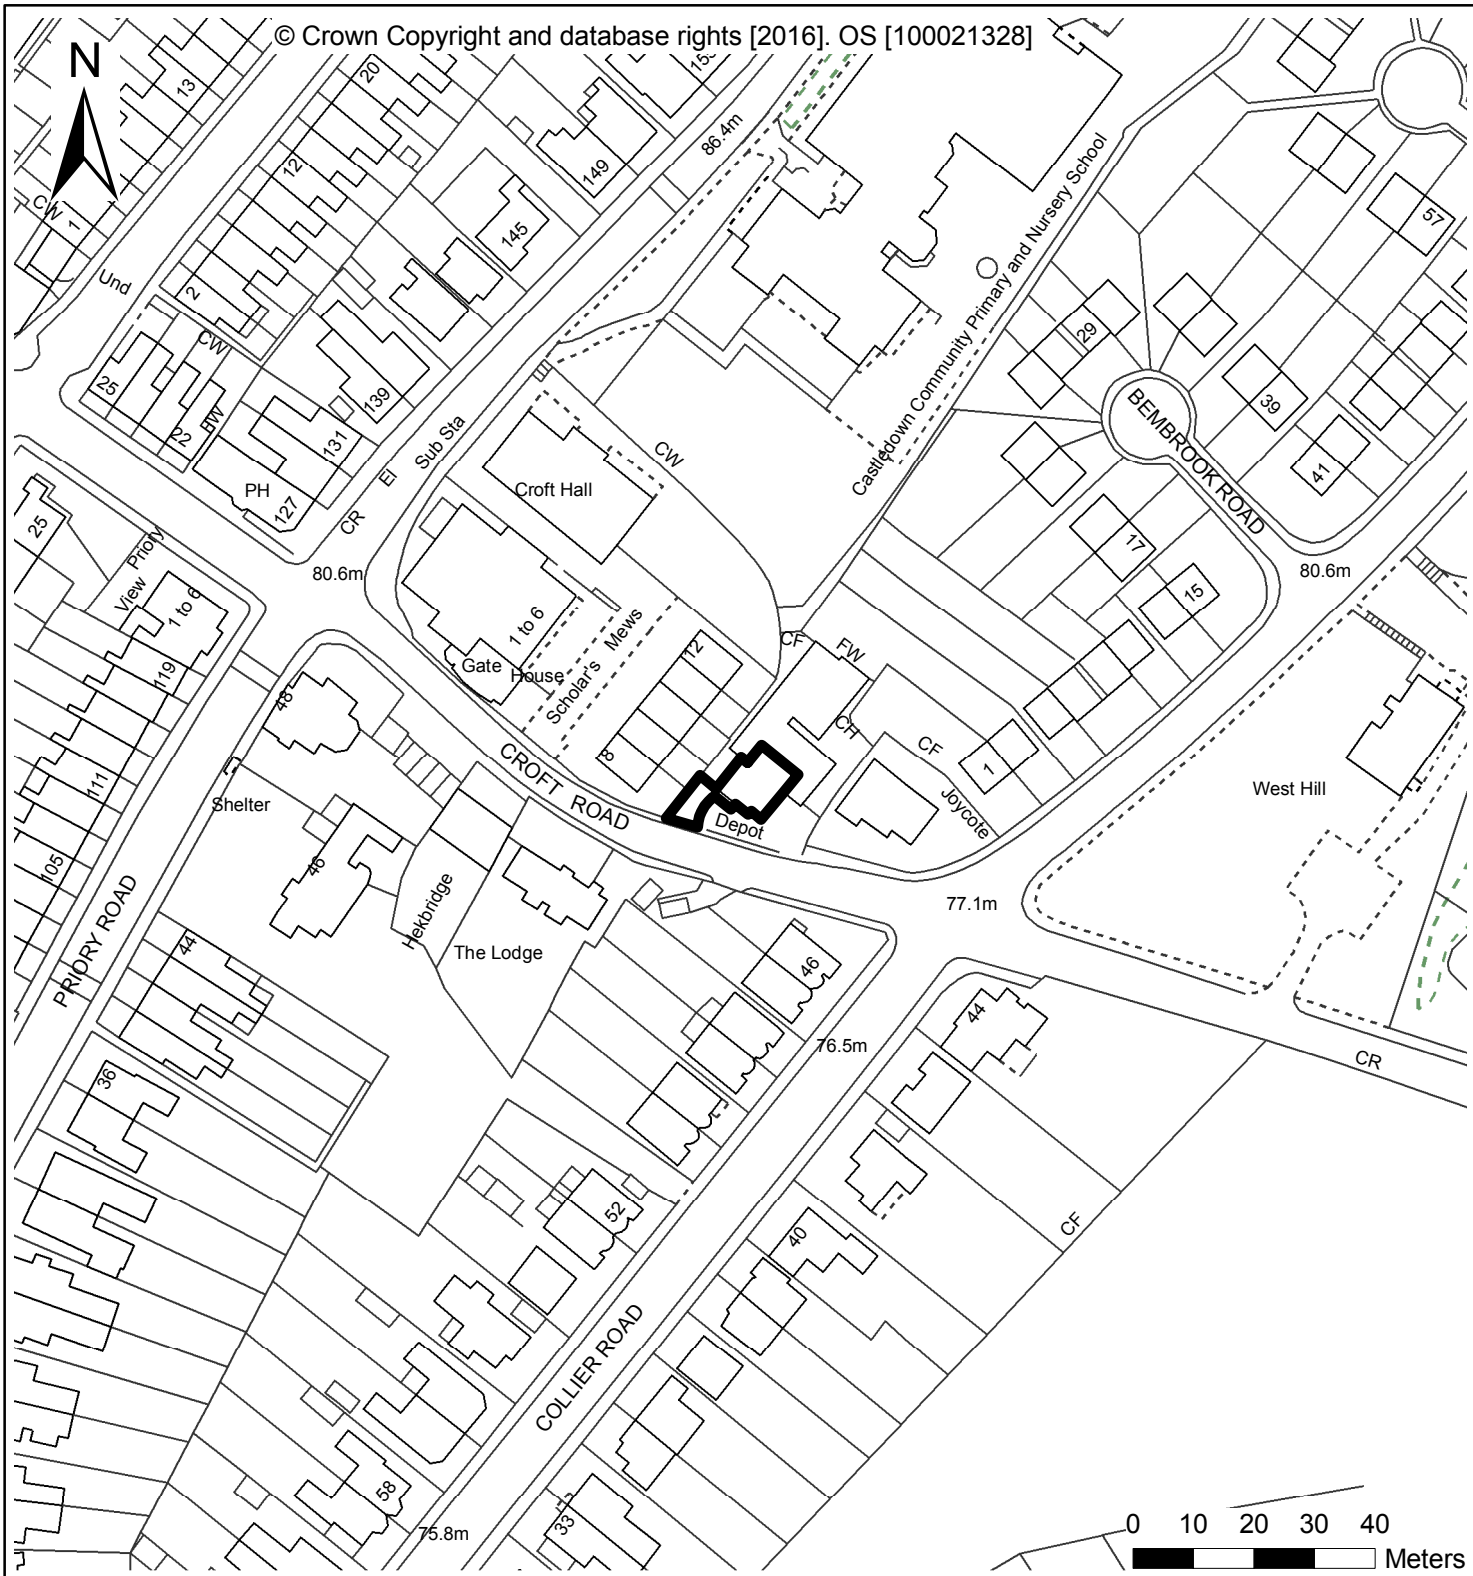 © Crown Copyright and database rights [2016]. OS [100021328]
N
13
20
153
86.4m
12
149
CW
1
145
57
Und
2
Castledown Community Primary and Nursery School
29
CW
25
22
FW
139
131
BEMBROOK ROAD
39
41
El Sub Sta
CW
PH
127
CR
Croft Hall
17
25
80.6m
80.6m
15
Priory View
1 to 6
1 to 6
Scholar's Mews
Gate House
12
CF
FW
119
48
CH
CF
CROFT ROAD
8
1
Joycote
West Hill
111
Shelter
Depot
105
46
Hekbridge
The Lodge
77.1m
PRIORY ROAD
44
46
44
76.5m
CR
36
52
40
CF
COLLIER ROAD
58
33
75.8m
0 10 20 30 40
Meters